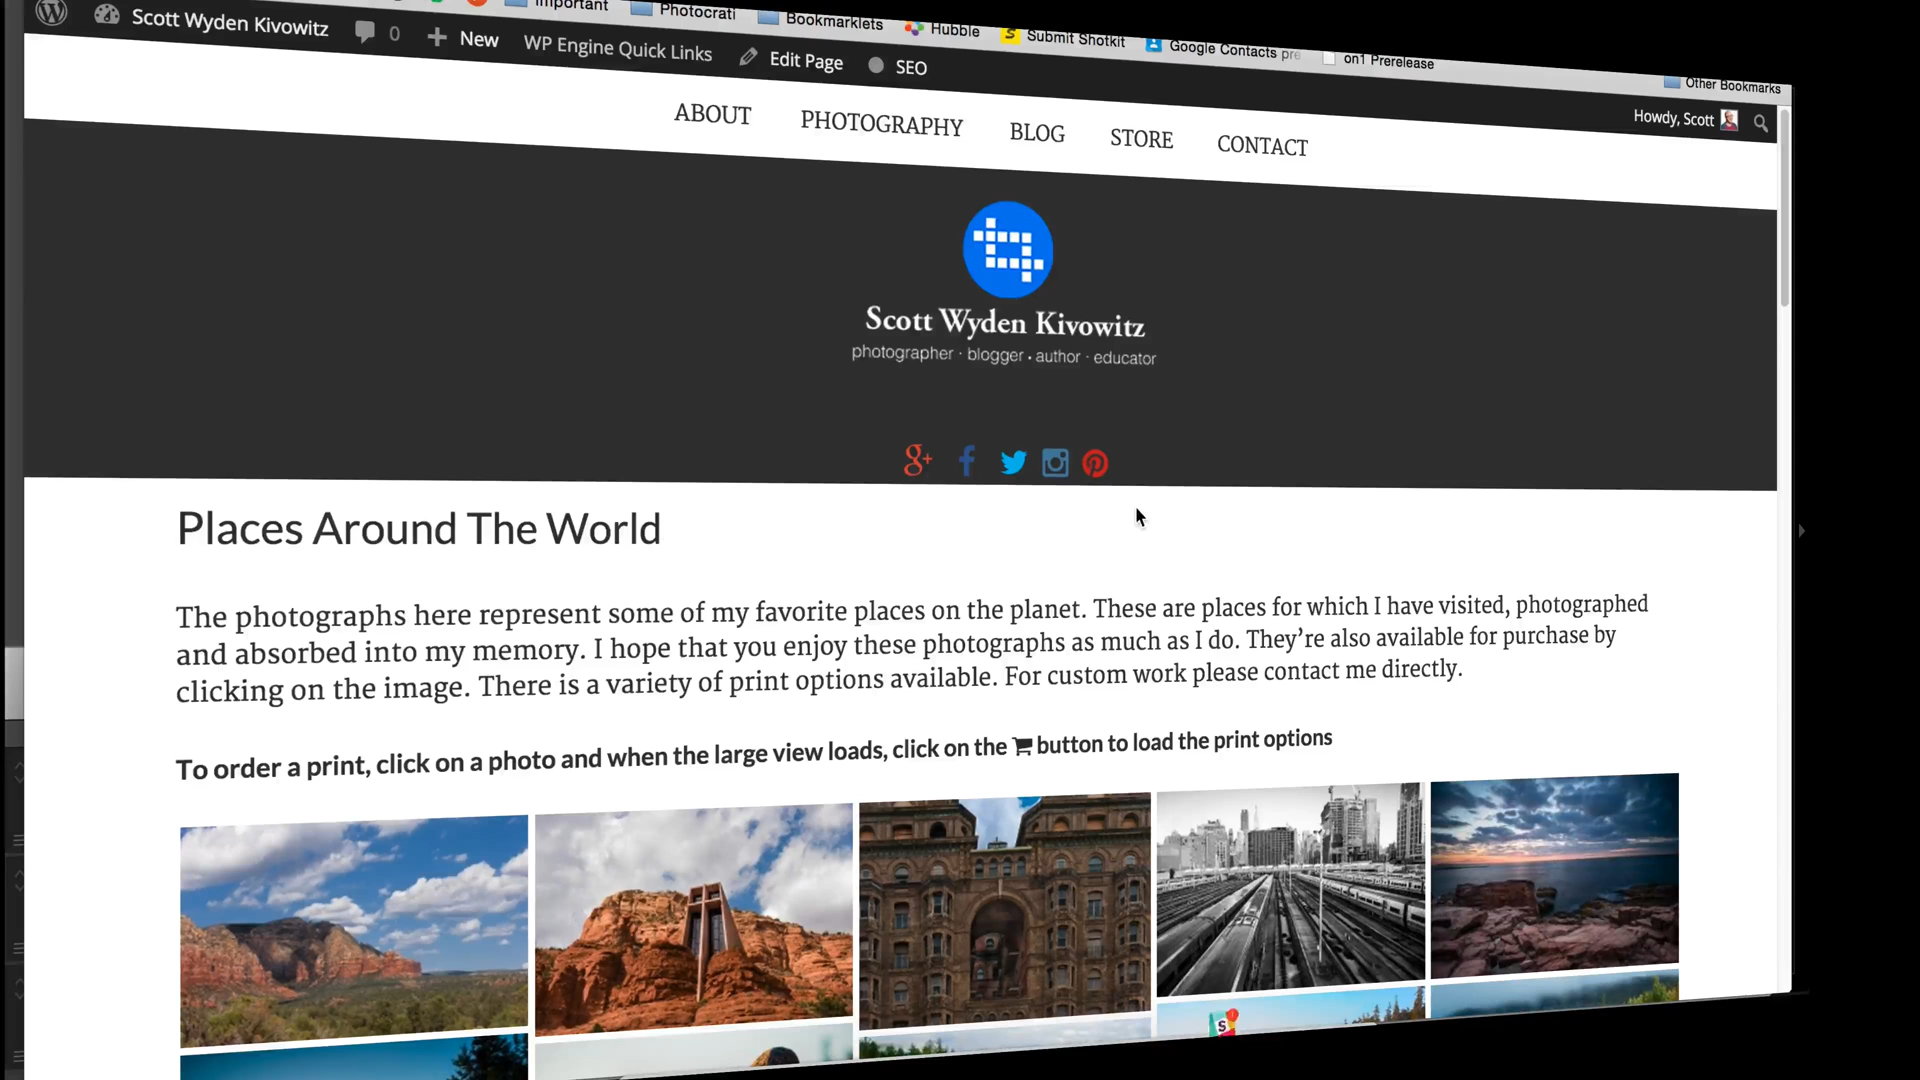 Important
Photocrati
Bookmarklets
Hubble
Submit Shotkit
Google Contacts pre
on1 Prerelease
Other Bookmarks
Scott Wyden Kivowitz
0
New
WP Engine Quick Links
Edit Page
SEO
Howdy, Scott
ABOUT
PHOTOGRAPHY
BLOG
STORE
CONTACT
Scott Wyden Kivowitz
photographer · blogger · author · educator
Places Around The World
The photographs here represent some of my favorite places on the planet. These are places for which I have visited, photographed
and absorbed into my memory. I hope that you enjoy these photographs as much as I do. They’re also available for purchase by
clicking on the image. There is a variety of print options available. For custom work please contact me directly.
To order a print, click on a photo and when the large view loads, click on the button to load the print options